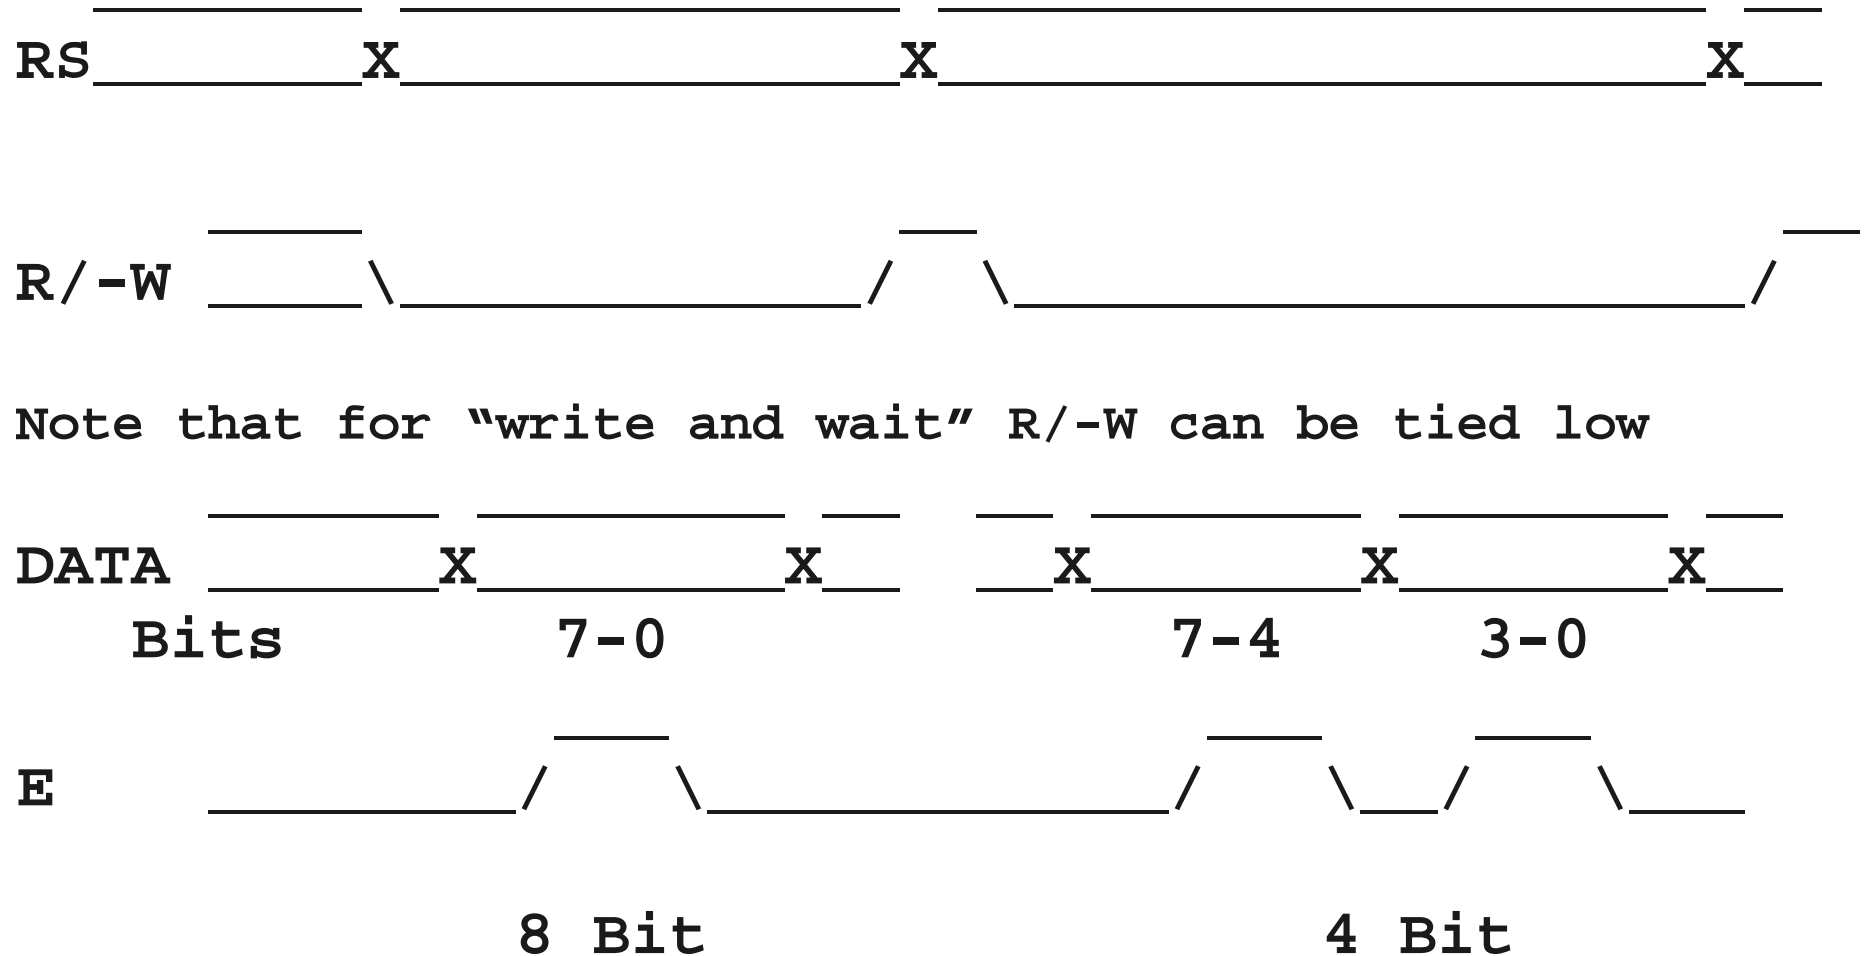 RS X X X
R/-W \ / \ /
Note that for “write and wait” R/-W can be tied low
DATA X X X X X
Bits 7-0 7-4 3-0
E / \ / \ / \
8 Bit 4 Bit